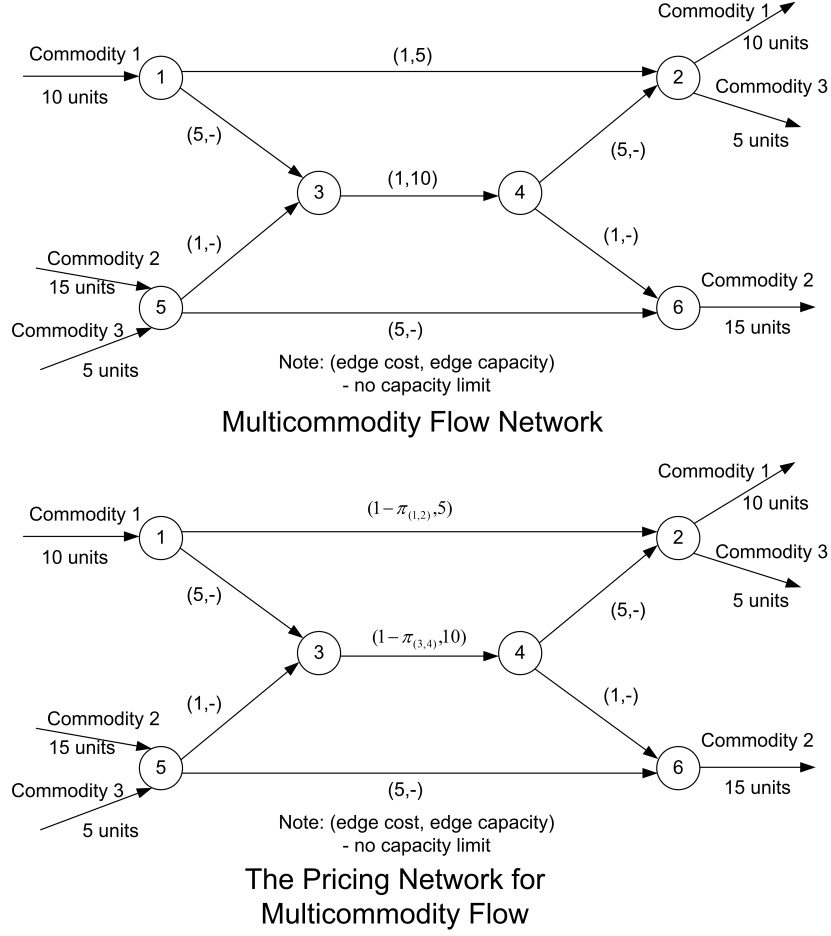 Commodity 1
10 units
Commodity 1
10 units
(1,5)
1
2
Commodity 3
5 units
(5,-)
(5,-)
(1,10)
3
4
(1,-)
(1,-)
Commodity 2
15 units
5
Commodity 3
5 units
6
Commodity 2
15 units
(5,-)
Note: (edge cost, edge capacity)
- no capacity limit
Multicommodity Flow Network
Commodity 1
10 units
Commodity 1
10 units
(1−π(1,2),5)
1
2
Commodity 3
5 units
(5,-)
(5,-)
(1−π(3,4),10)
3
4
(1,-)
(1,-)
Commodity 2
15 units
5
Commodity 3
5 units
6
Commodity 2
15 units
(5,-)
Note: (edge cost, edge capacity)
- no capacity limit
The Pricing Network for
Multicommodity Flow